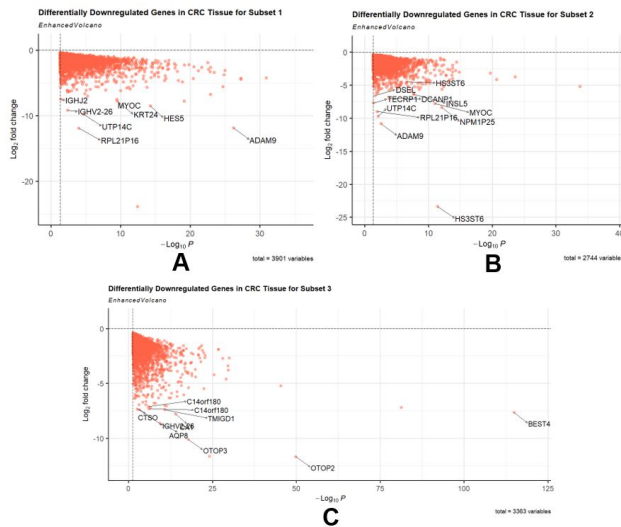 Differentially Downregulated Genes in CRC Tissue for Subset 1
EnhancedVolcano
Log2 fold change
0
-10
-20
IGHJ2
IGHV2-26
MYOC
KRT24
HES5
UTP14C
RPL21P16
ADAM9
0
10
20
30
−Log10 P
total = 3901 variables
A
Differentially Downregulated Genes in CRC Tissue for Subset 2
EnhancedVolcano
Log2 fold change
0
-5
-10
-15
-20
-25
HS3ST6
DSEL
TECRP1
DCANP1
INSL5
UTP14C
MYOC
RPL21P16
NPM1P25
ADAM9
HS3ST6
0
10
20
30
40
−Log10 P
total = 2744 variables
B
Differentially Downregulated Genes in CRC Tissue for Subset 3
EnhancedVolcano
Log2 fold change
0
-5
-10
C14orf180
C14orf180
CTSO
TMIGD1
IGHV2-26
CA1
AQP8
OTOP3
OTOP2
BEST4
0
25
50
75
100
125
−Log10 P
total = 3363 variables
C